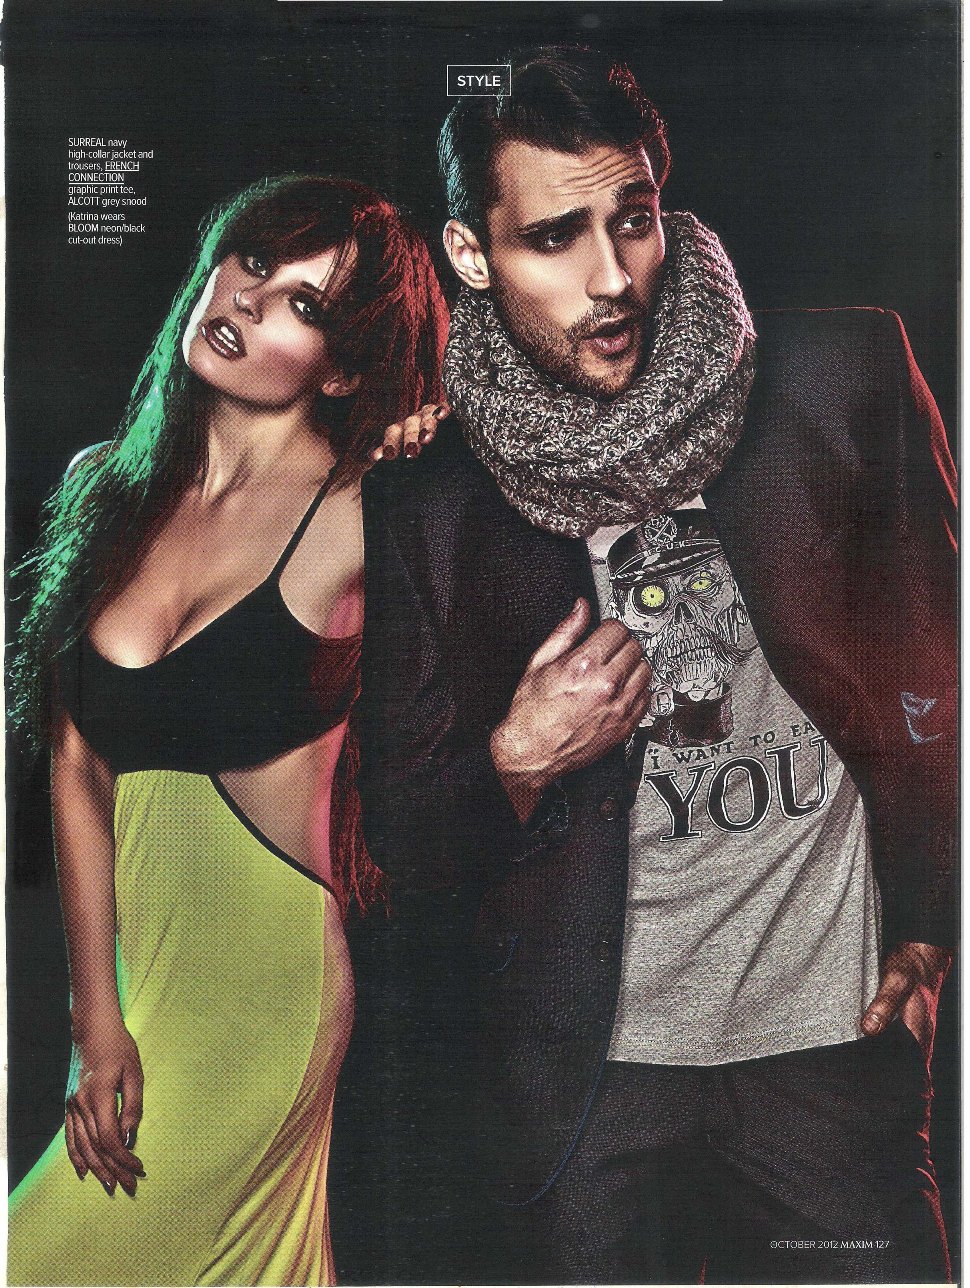 STYLE
SURREAL navy
high-collar jacket and
trousers, FRENCH
CONNECTION
graphic print tee,
ALCOTT grey snood
(Katrina wears
BLOOM neon/black
cut-out dress)
"I WANT TO EA
YOU
OCTOBER 2012 MAXIM 127